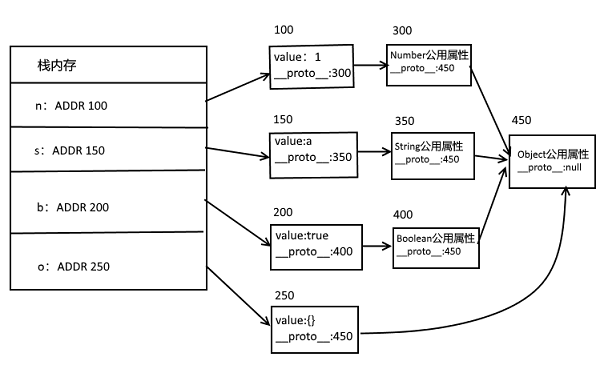 栈内存
n：ADDR 100
s：ADDR 150
b：ADDR 200
o：ADDR 250
100
value：1
__proto__:300
150
value:a
__proto__:350
200
value:true
__proto__:400
250
value:{}
__proto__:450
300
Number公用属性
__proto__:450
350
String公用属性
__proto__:450
400
Boolean公用属性
__proto__:450
450
Object公用属性
__proto__:null